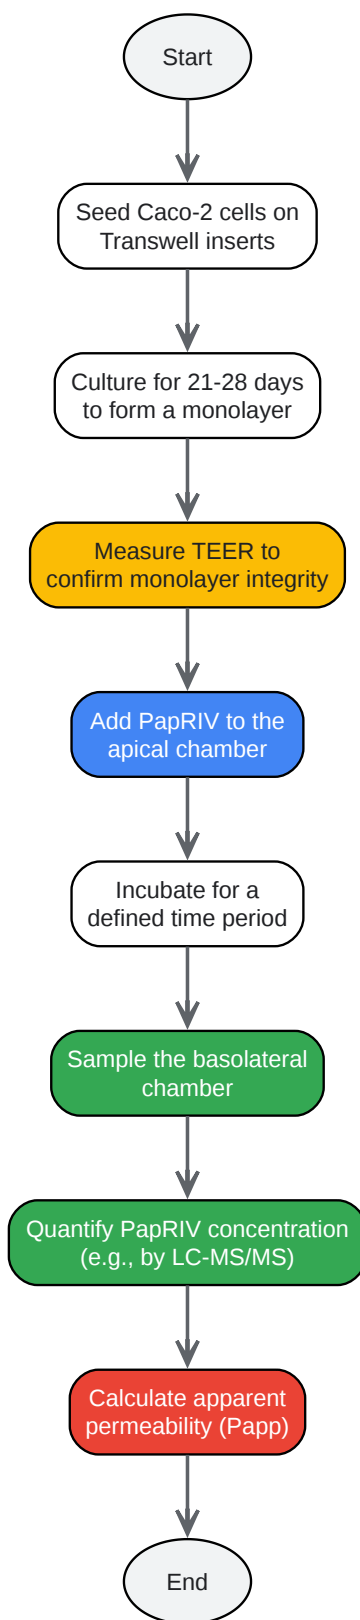 Start
Seed Caco-2 cells on
Transwell inserts
Culture for 21-28 days
to form a monolayer
Measure TEER to
confirm monolayer integrity
Add PapRIV to the
apical chamber
Incubate for a
defined time period
Sample the basolateral
chamber
Quantify PapRIV concentration
(e.g., by LC-MS/MS)
Calculate apparent
permeability (Papp)
End